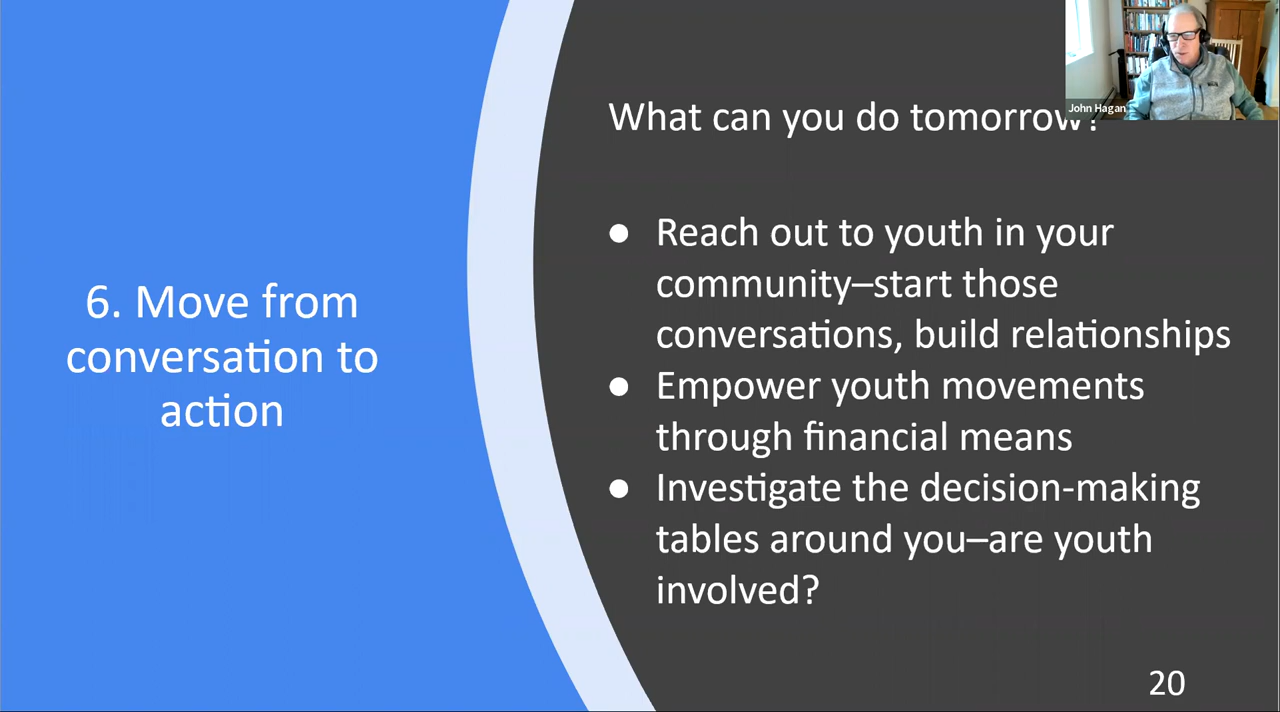 6. Move from
conversation to
action
What can you do tomorrow?
● Reach out to youth in your
community–start those
conversations, build relationships
● Empower youth movements
through financial means
● Investigate the decision-making
tables around you–are youth
involved?
20
John Hagan